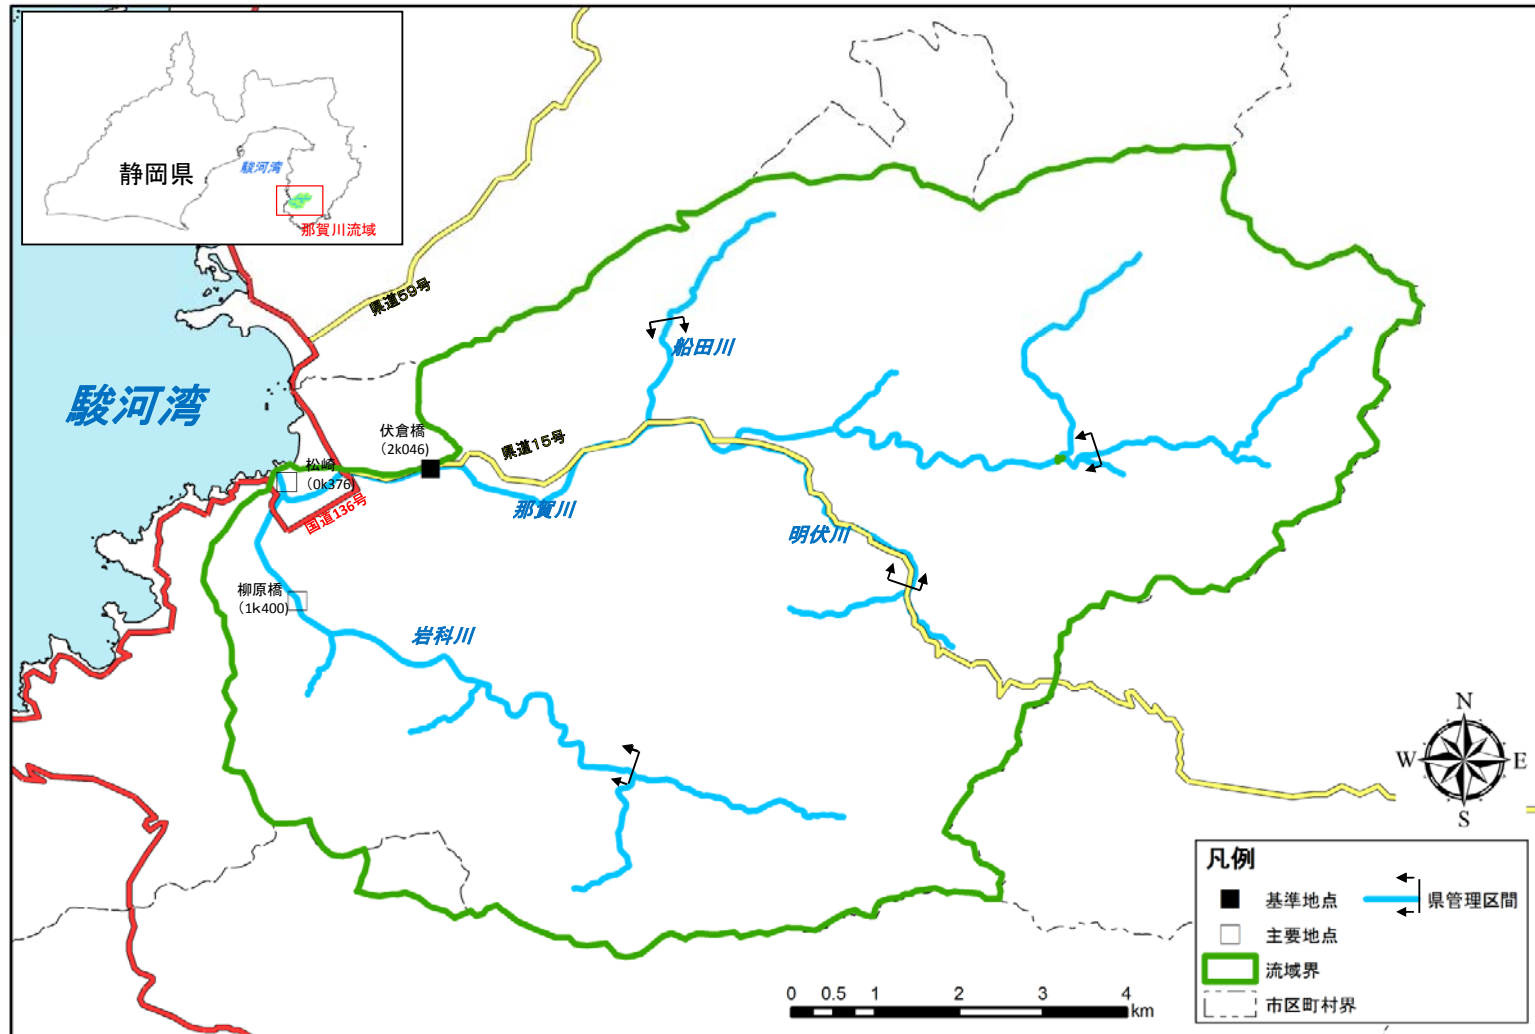 静岡県
駿河湾
那賀川流域
県道59号
駿河湾
船田川
伏倉橋
(2k046)
県道15号
松崎
(0k376)
国道136号
那賀川
明伏川
柳原橋
(1k400)
岩科川
N
W
E
S
凡例
基準地点
県管理区間
主要地点
流域界
市区町村界
0 0.5 1 2 3 4
km